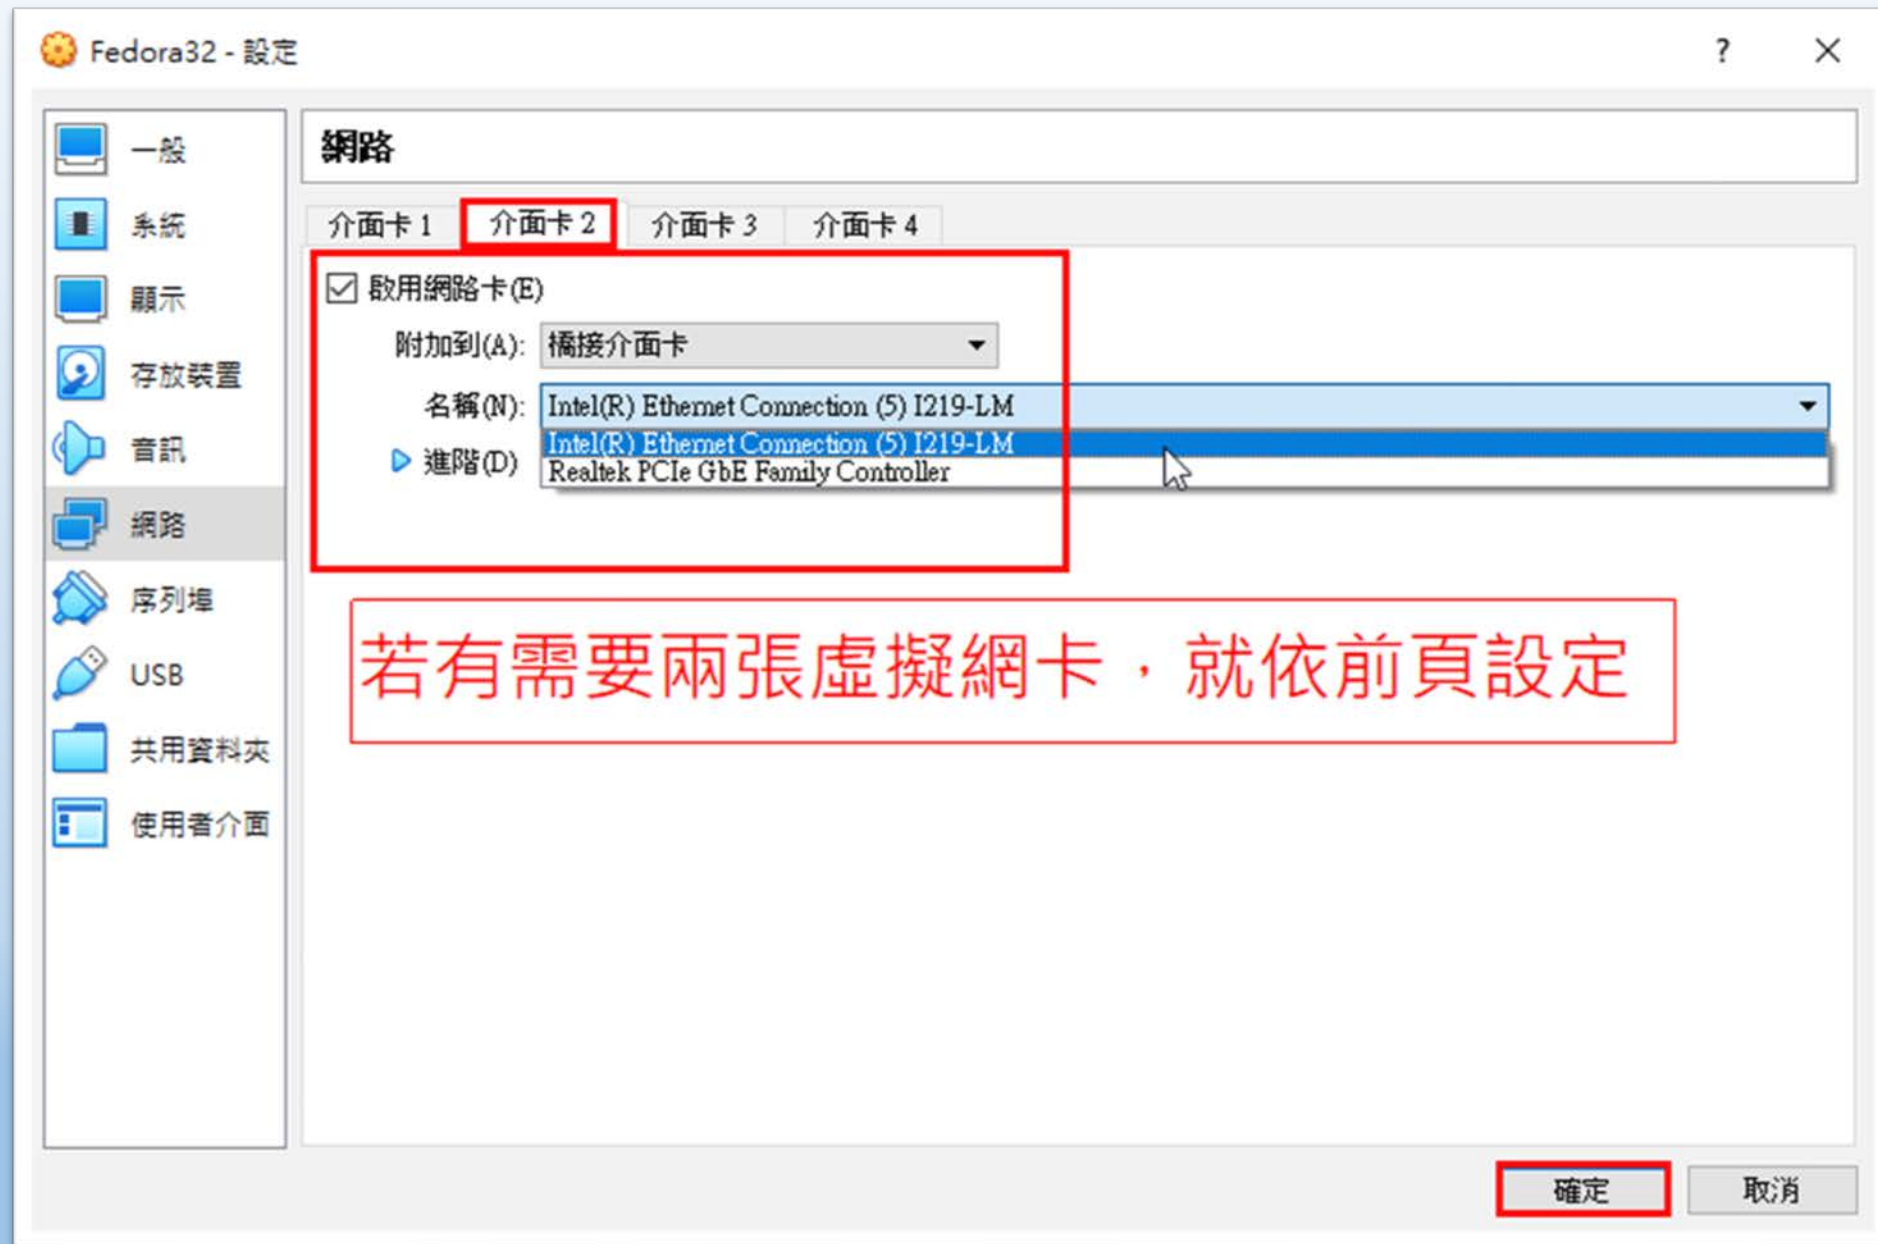 Fedora32 - 設定
?
一般
系統
顯示
存放裝置
音訊
網路
序列埠
USB
共用資料夾
使用者介面
網路
介面卡 1 介面卡 2 介面卡 3 介面卡 4
啟用網路卡(E)
附加到(A): 橋接介面卡
名稱(N): Intel(R) Ethernet Connection (5) I219-LM
Intel(R) Ethernet Connection (5) I219-LM
進階(D)
Realtek PCIe GbE Family Controller
若有需要兩張虛擬網卡，就依前頁設定
確定 取消